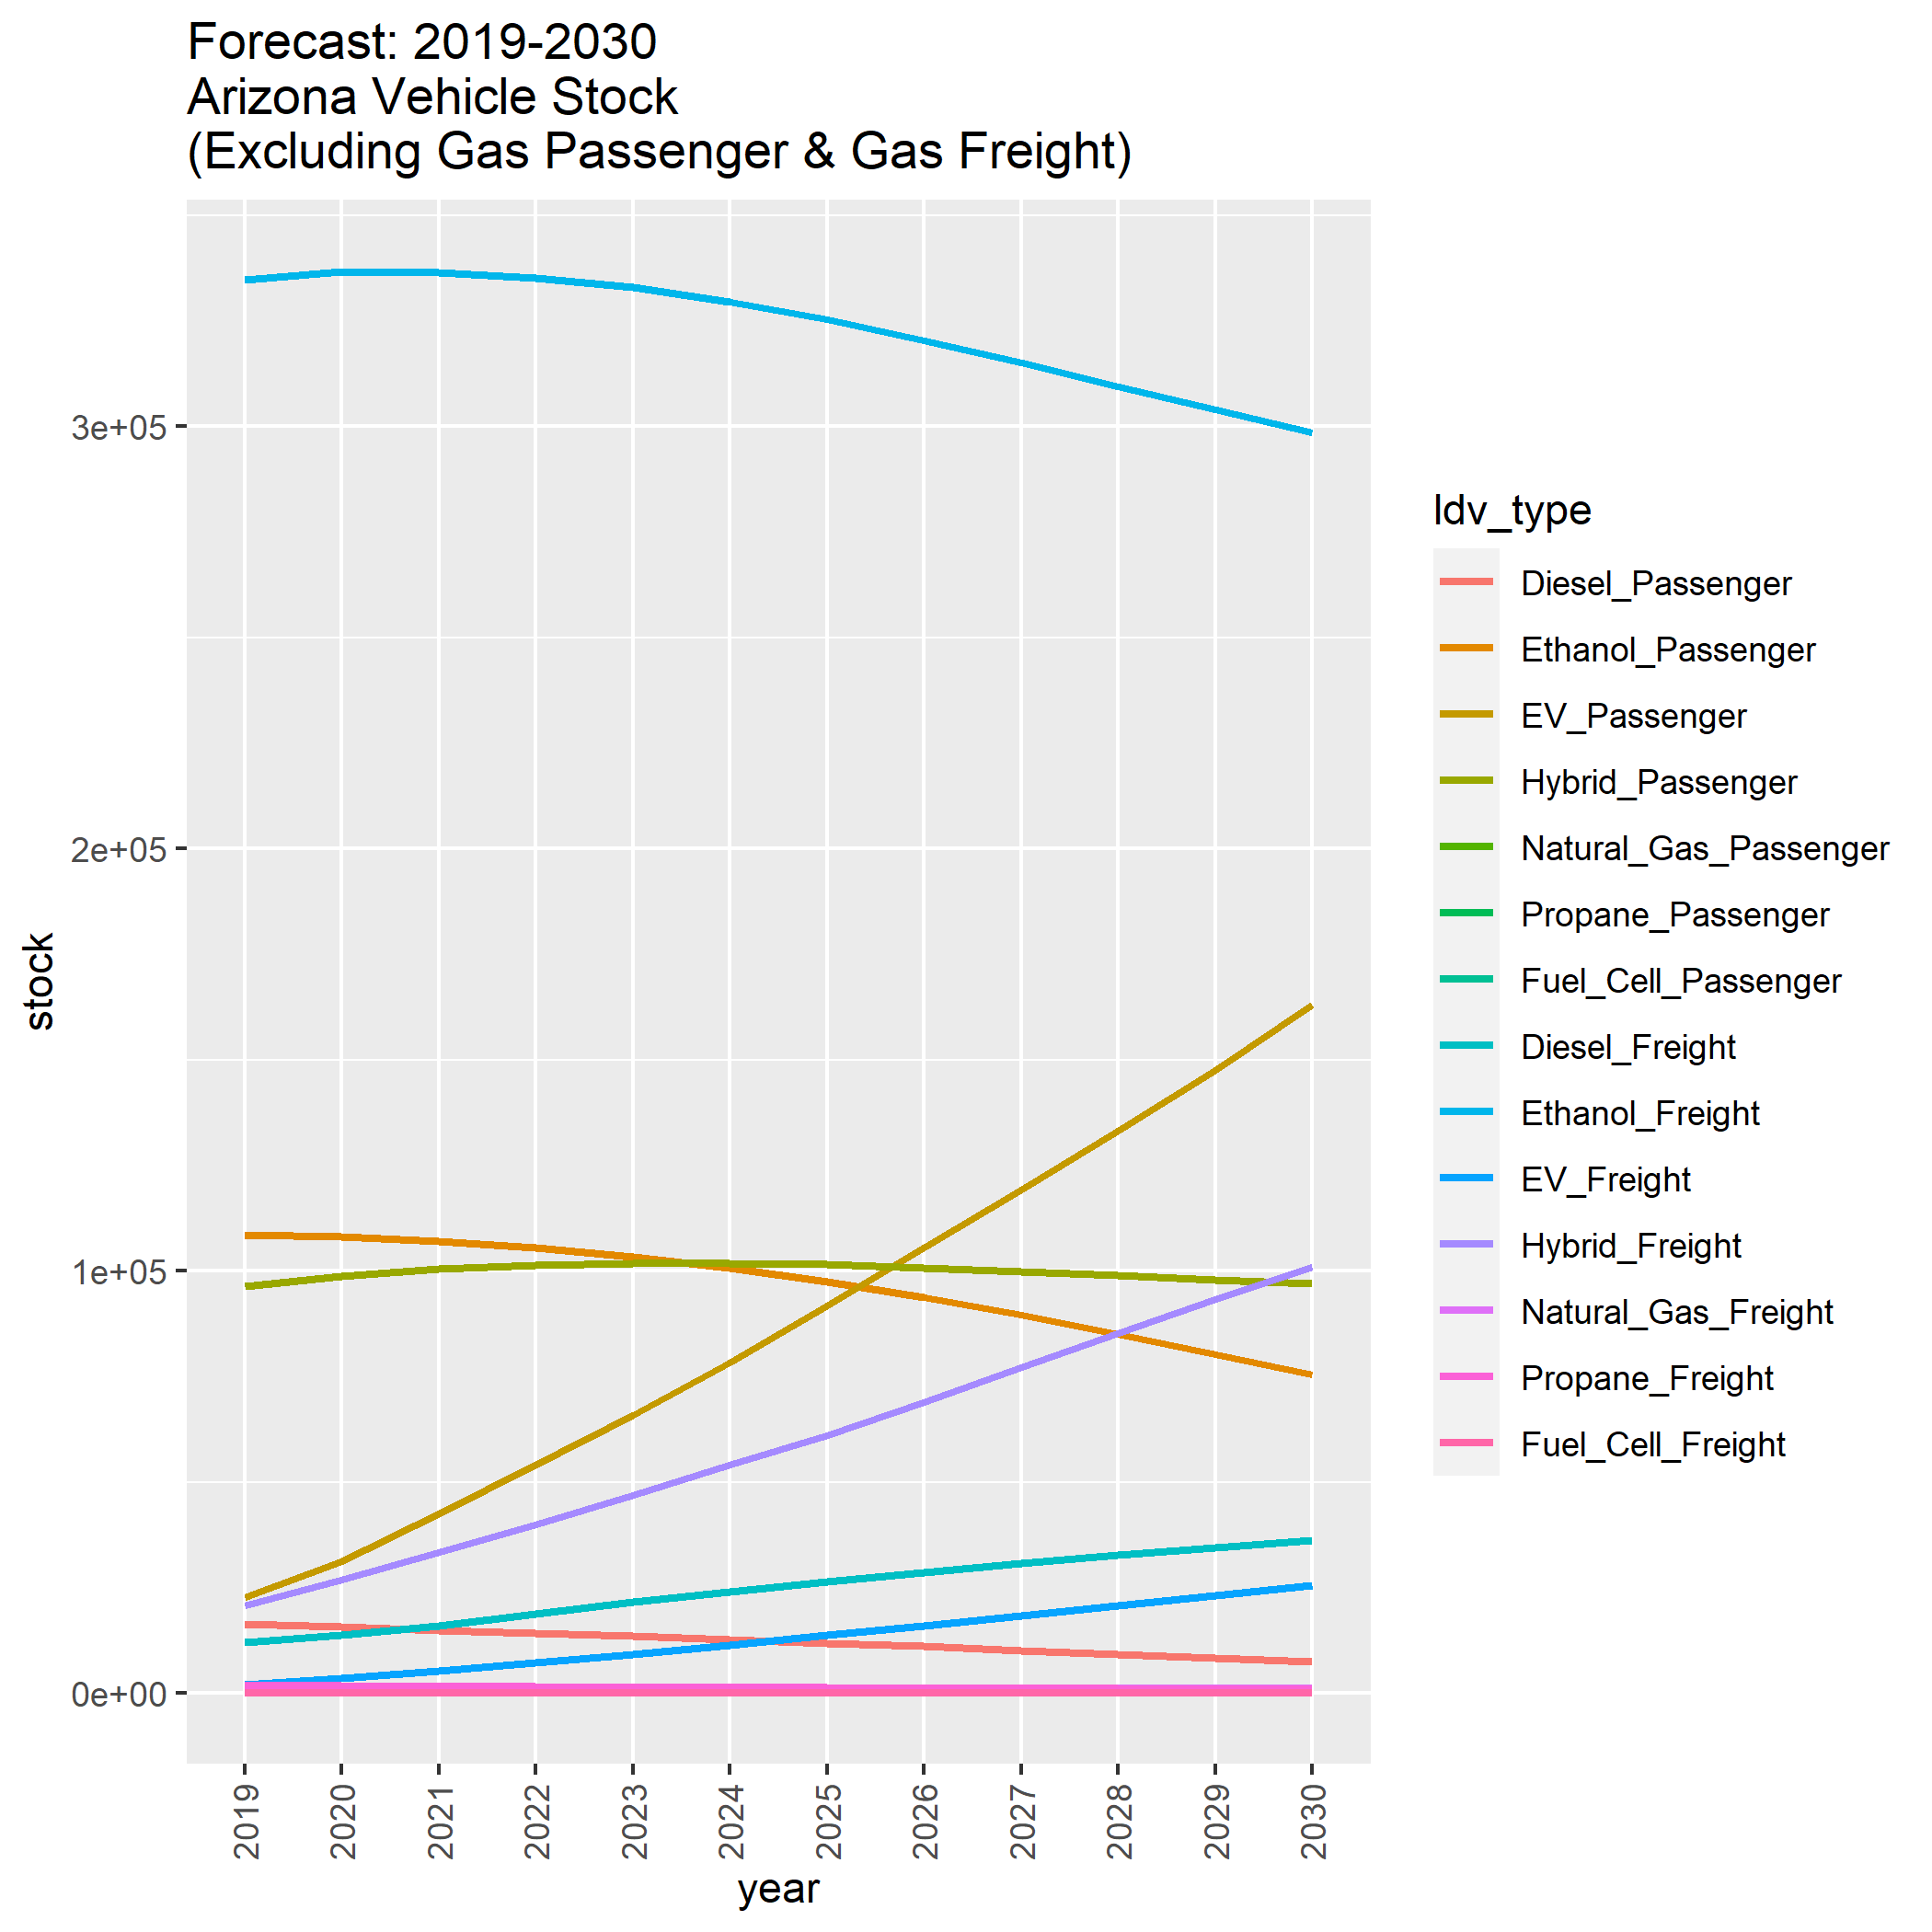 Forecast: 2019-2030
Arizona Vehicle Stock
(Excluding Gas Passenger & Gas Freight)
3e+05
2e+05
1e+05
0e+00
stock
2019
2020
2021
2022
2023
2024
2025
2026
2027
2028
2029
2030
year
ldv_type
Diesel_Passenger
Ethanol_Passenger
EV_Passenger
Hybrid_Passenger
Natural_Gas_Passenger
Propane_Passenger
Fuel_Cell_Passenger
Diesel_Freight
Ethanol_Freight
EV_Freight
Hybrid_Freight
Natural_Gas_Freight
Propane_Freight
Fuel_Cell_Freight